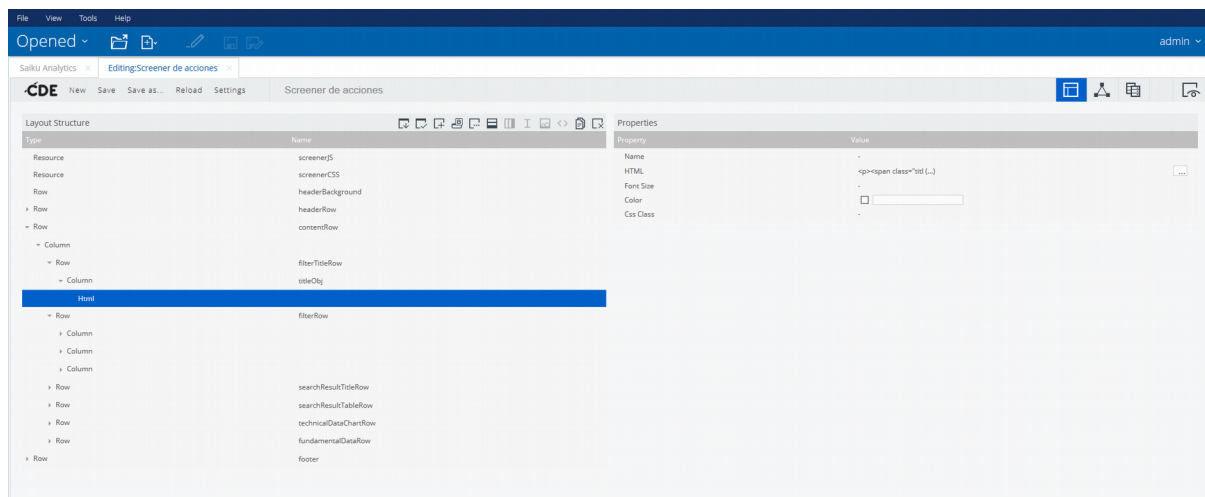 File View Tools Help
Opened admin
Saiku Analytics × Editing:Screener de acciones ×
CDE New Save Save as... Reload Settings Screener de acciones
Layout Structure Properties
Type Name Property Value
Resource screenerJS
Resource screenerCSS
Row headerBackground
Row headerRow
Row contentRow
Column
Row filterTitleRow
Column titleObj
Html
Row filterRow
Column
Column
Column
Row searchResultTitleRow
Row searchResultTableRow
Row technicalDataChartRow
Row fundamentalDataRow
Row footer
Name -
HTML <p><span class="titl (...) ...
Font Size -
Color
Css Class -